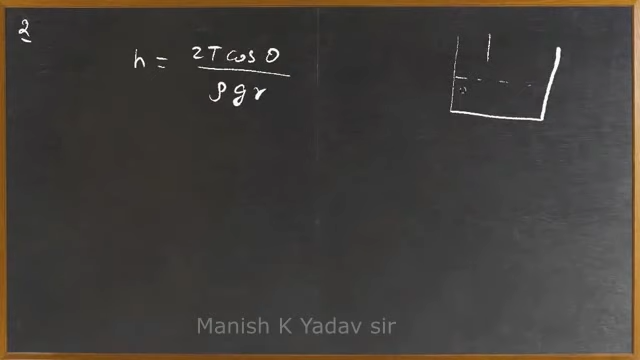 2
h = 2T cos θ
ρ g r
Manish K Yadav sir